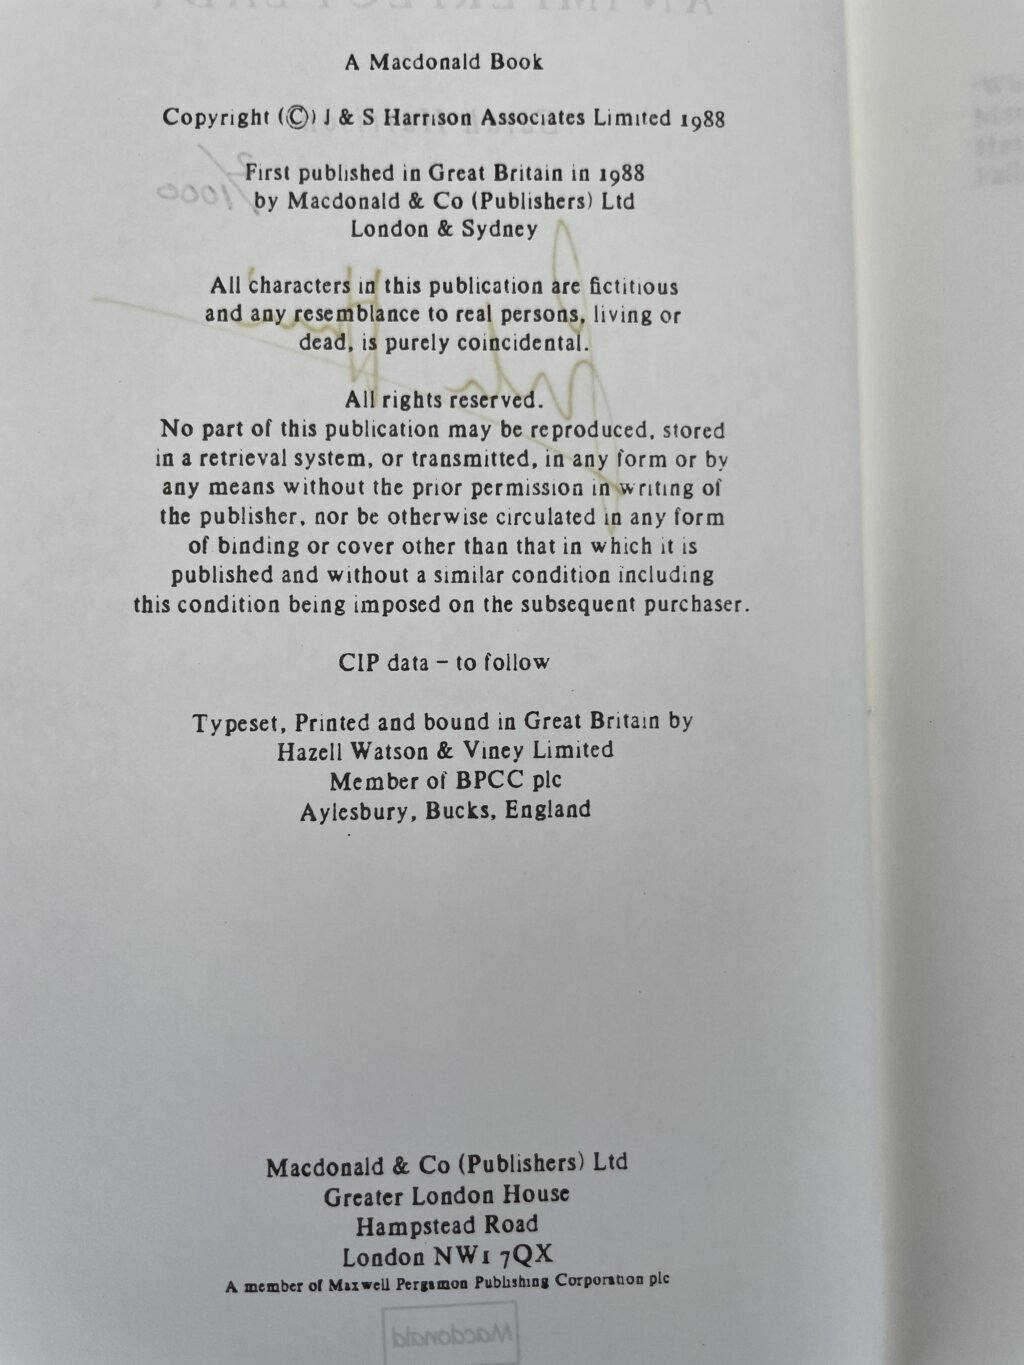 A Macdonald Book
Copyright (©) J & S Harrison Associates Limited 1988
First published in Great Britain in 1988
by Macdonald & Co (Publishers) Ltd
London & Sydney
All characters in this publication are fictitious
and any resemblance to real persons, living or
dead, is purely coincidental.
All rights reserved.
No part of this publication may be reproduced, stored
in a retrieval system, or transmitted, in any form or by
any means without the prior permission in writing of
the publisher, nor be otherwise circulated in any form
of binding or cover other than that in which it is
published and without a similar condition including
this condition being imposed on the subsequent purchaser.
CIP data – to follow
Typeset, Printed and bound in Great Britain by
Hazell Watson & Viney Limited
Member of BPCC plc
Aylesbury, Bucks, England
Macdonald & Co (Publishers) Ltd
Greater London House
Hampstead Road
London NW1 7QX
A member of Maxwell Pergamon Publishing Corporation plc
Macdonald